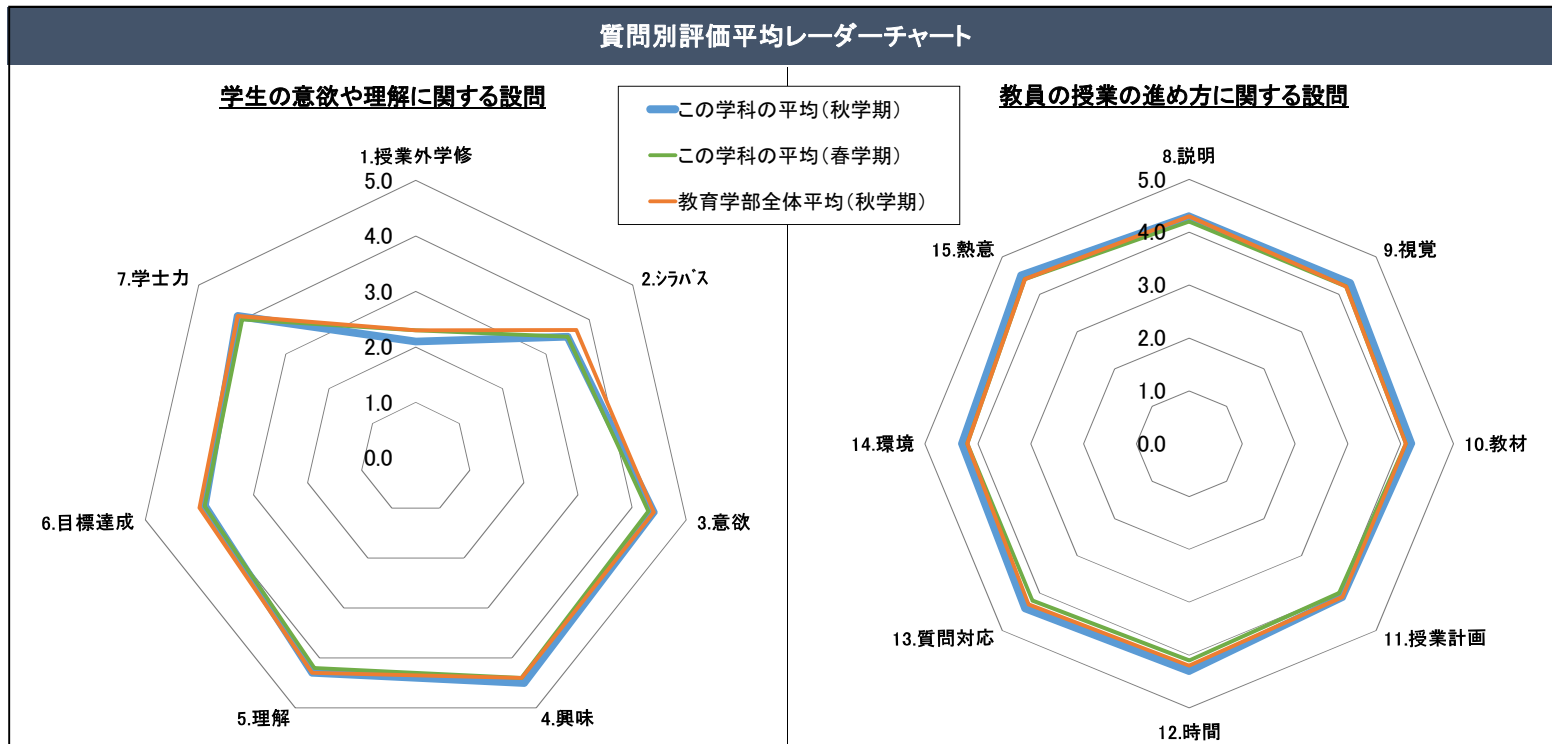 質問別評価平均レーダーチャート
学生の意欲や理解に関する設問
この学科の平均(秋学期)
この学科の平均(春学期)
教育学部全体平均(秋学期)
教員の授業の進め方に関する設問
1.授業外学修
5.0
4.0
3.0
2.0
1.0
0.0
2.ｼﾗﾊﾞｽ
3.意欲
4.興味
5.理解
6.目標達成
7.学士力
8.説明
5.0
4.0
3.0
2.0
1.0
0.0
9.視覚
10.教材
11.授業計画
12.時間
13.質問対応
14.環境
15.熱意